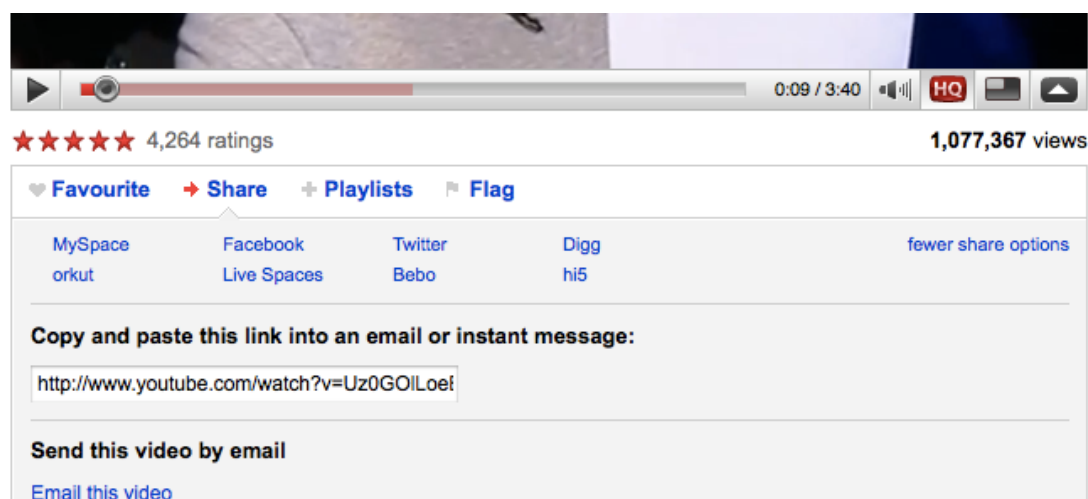 0:09 / 3:40 HQ
4,264 ratings 1,077,367 views
Favourite Share Playlists Flag
MySpace Facebook Twitter Digg fewer share options
orkut Live Spaces Bebo hi5
Copy and paste this link into an email or instant message:
http://www.youtube.com/watch?v=Uz0GOlLoeE
Send this video by email
Email this video